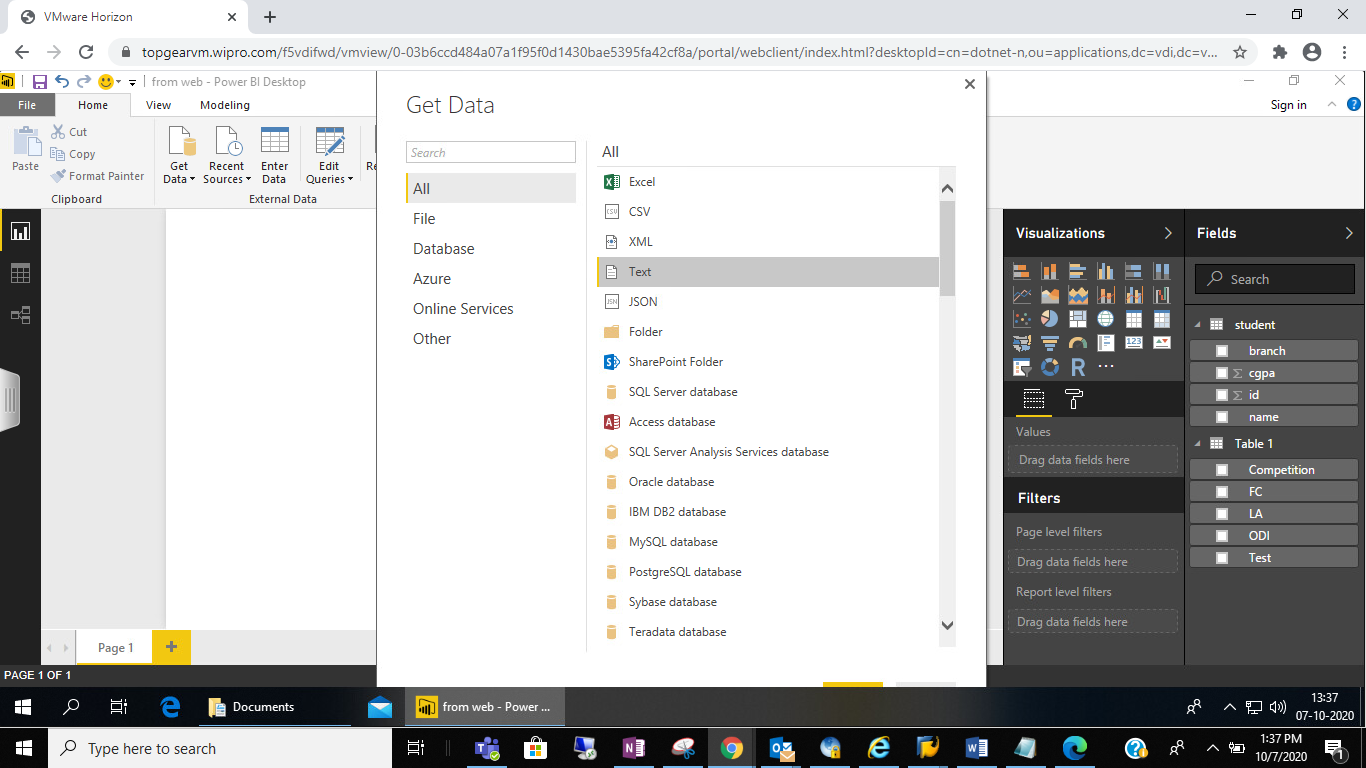 VMware Horizon
topgearvm.wipro.com/f5vdifwd/vmview/0-03b6ccd484a07a1f95f0d1430bae5395fa42cf8a/portal/webclient/index.html?desktopId=cn=dotnet-n,ou=applications,dc=vdi,dc=v...
from web - Power BI Desktop
File
Home
View
Modeling
Sign in
Paste
Cut
Copy
Format Painter
Clipboard
Get Data
Recent Sources
Enter Data
Edit Queries
Re
External Data
Get Data
Search
All
File
Database
Azure
Online Services
Other
All
Excel
CSV
XML
Text
JSON
Folder
SharePoint Folder
SQL Server database
Access database
SQL Server Analysis Services database
Oracle database
IBM DB2 database
MySQL database
PostgreSQL database
Sybase database
Teradata database
Visualizations
R
123
Values
Drag data fields here
Filters
Page level filters
Drag data fields here
Report level filters
Drag data fields here
Fields
Search
student
branch
cgpa
id
name
Table 1
Competition
FC
LA
ODI
Test
Page 1
PAGE 1 OF 1
Documents
from web - Power ...
13:37
07-10-2020
Type here to search
1:37 PM
10/7/2020
1